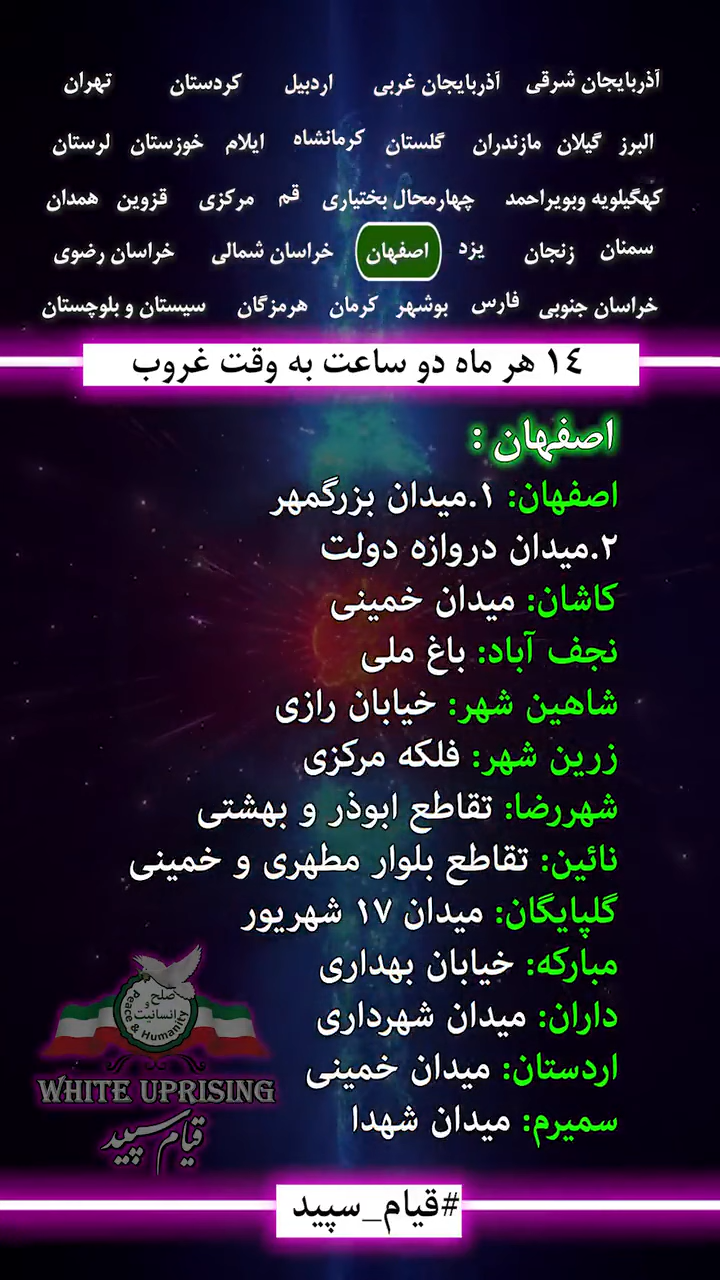 آذربایجان شرقی آذربایجان غربی اردبیل کردستان تهران
البرز گیلان مازندران گلستان کرمانشاه ایلام خوزستان لرستان
کهگیلویه وبویراحمد چهارمحال بختیاری قم مرکزی قزوین همدان
سمنان زنجان یزد اصفهان خراسان شمالی خراسان رضوی
خراسان جنوبی فارس بوشهر کرمان هرمزگان سیستان و بلوچستان
۱٤ هر ماه دو ساعت به وقت غروب
اصفهان :
اصفهان: ۱.میدان بزرگمهر
۲.میدان دروازه دولت
کاشان: میدان خمینی
نجف آباد: باغ ملی
شاهین شهر: خیابان رازی
زرین شهر: فلکه مرکزی
شهررضا: تقاطع ابوذر و بهشتی
نائین: تقاطع بلوار مطهری و خمینی
گلپایگان: میدان ۱۷ شهریور
مبارکه: خیابان بهداری
داران: میدان شهرداری
اردستان: میدان خمینی
سمیرم: میدان شهدا
صلح و انسانیت
Peace & Humanity
WHITE UPRISING
قیام سپید
#قیام_سپید